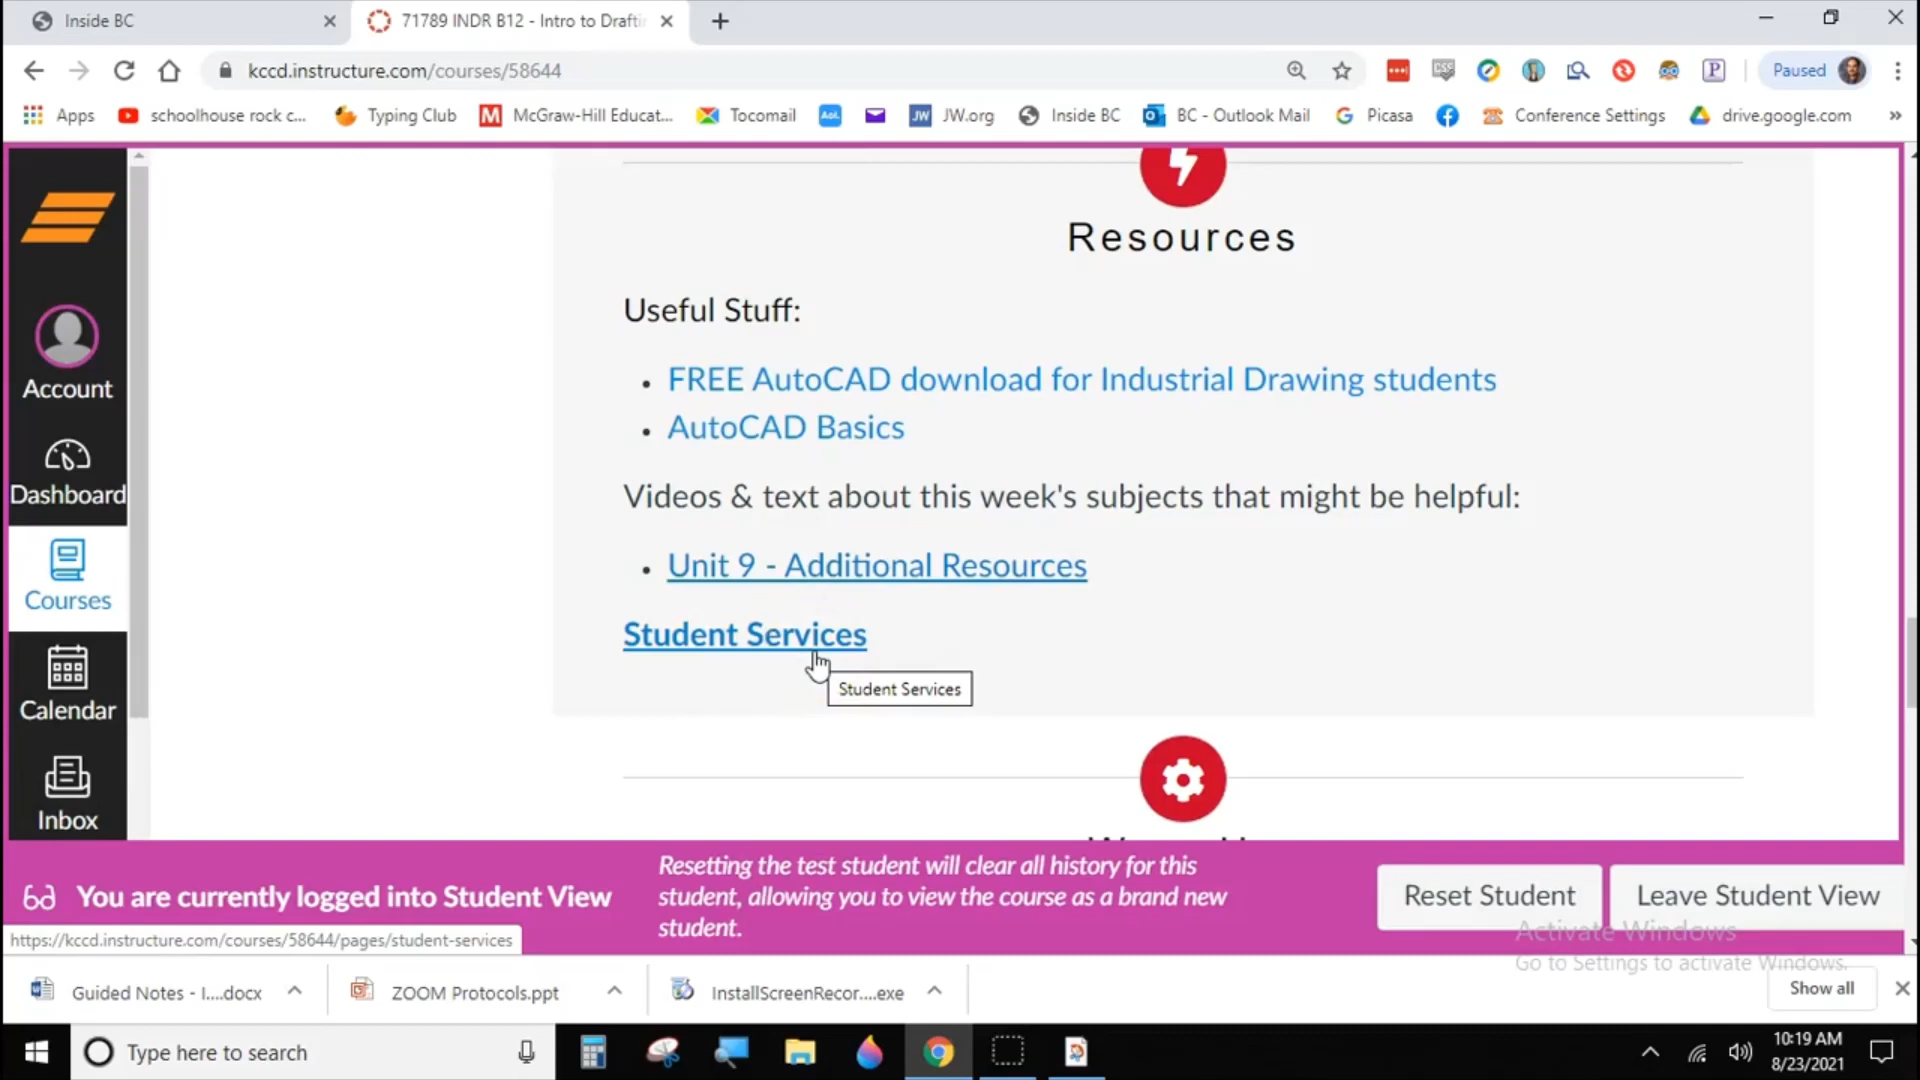 Inside BC
71789 INDR B12 - Intro to Drafti
kccd.instructure.com/courses/58644
Paused
Apps
schoolhouse rock c...
Typing Club
McGraw-Hill Educat...
Tocomail
Aol.
JW
JW.org
Inside BC
BC - Outlook Mail
Picasa
Conference Settings
drive.google.com
»
Account
Dashboard
Courses
Calendar
Inbox
Resources
Useful Stuff:
FREE AutoCAD download for Industrial Drawing students
AutoCAD Basics
Videos & text about this week's subjects that might be helpful:
Unit 9 - Additional Resources
Student Services
Student Services
You are currently logged into Student View
Resetting the test student will clear all history for this
student, allowing you to view the course as a brand new
student.
Reset Student
Leave Student View
Activate Windows
Go to Settings to activate Windows.
https://kccd.instructure.com/courses/58644/pages/student-services
Guided Notes - I....docx
ZOOM Protocols.ppt
InstallScreenRecor....exe
Show all
Type here to search
10:19 AM
8/23/2021